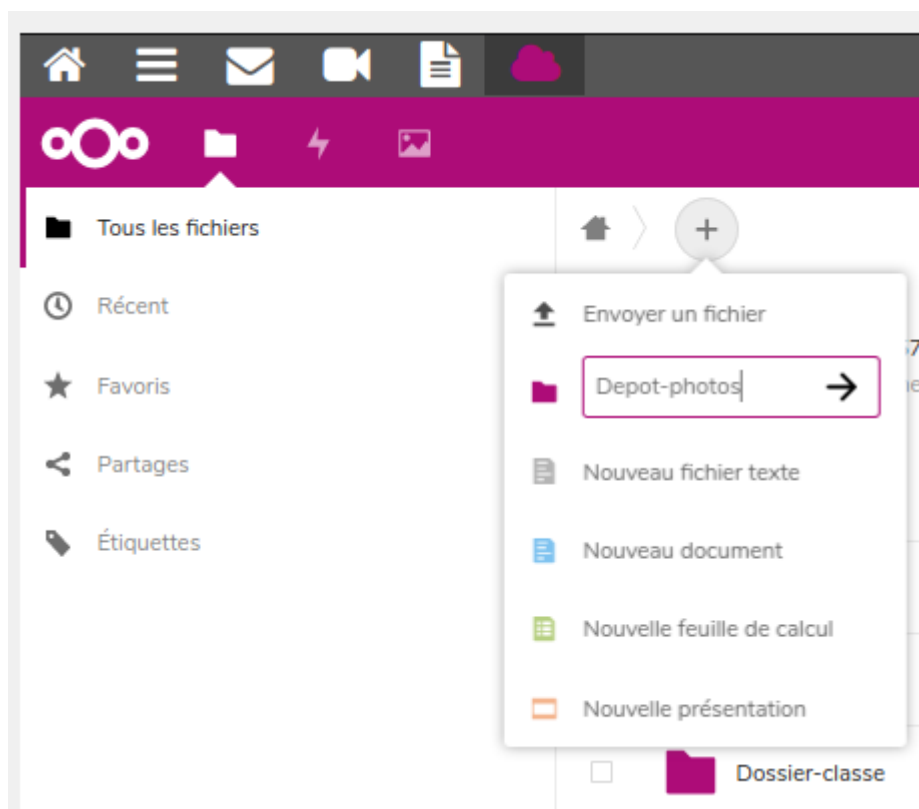 Tous les fichiers
Récent
Favoris
Partages
Étiquettes
Envoyer un fichier
Depot-photos
Nouveau fichier texte
Nouveau document
Nouvelle feuille de calcul
Nouvelle présentation
Dossier-classe